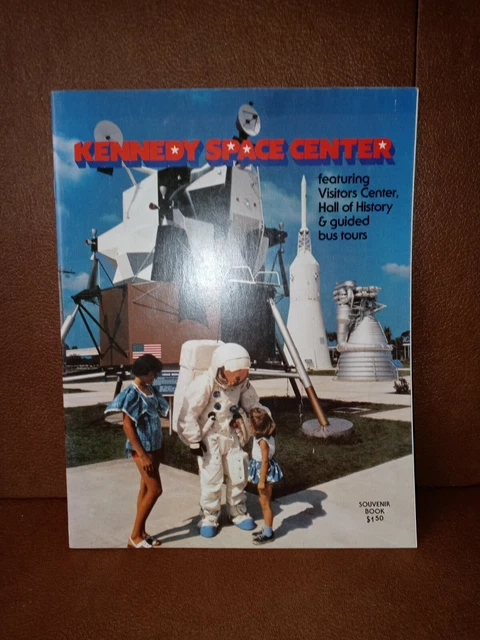 KENNEDY SPACE CENTER
featuring
Visitors Center,
Hall of History
& guided
bus tours
SOUVENIR
BOOK
$1.50